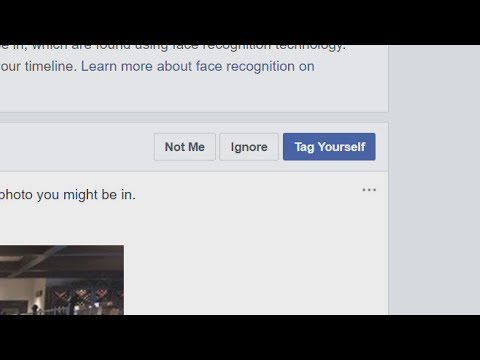 be in, which are found using face recognition technology.
our timeline. Learn more about face recognition on
Not Me Ignore Tag Yourself
photo you might be in.